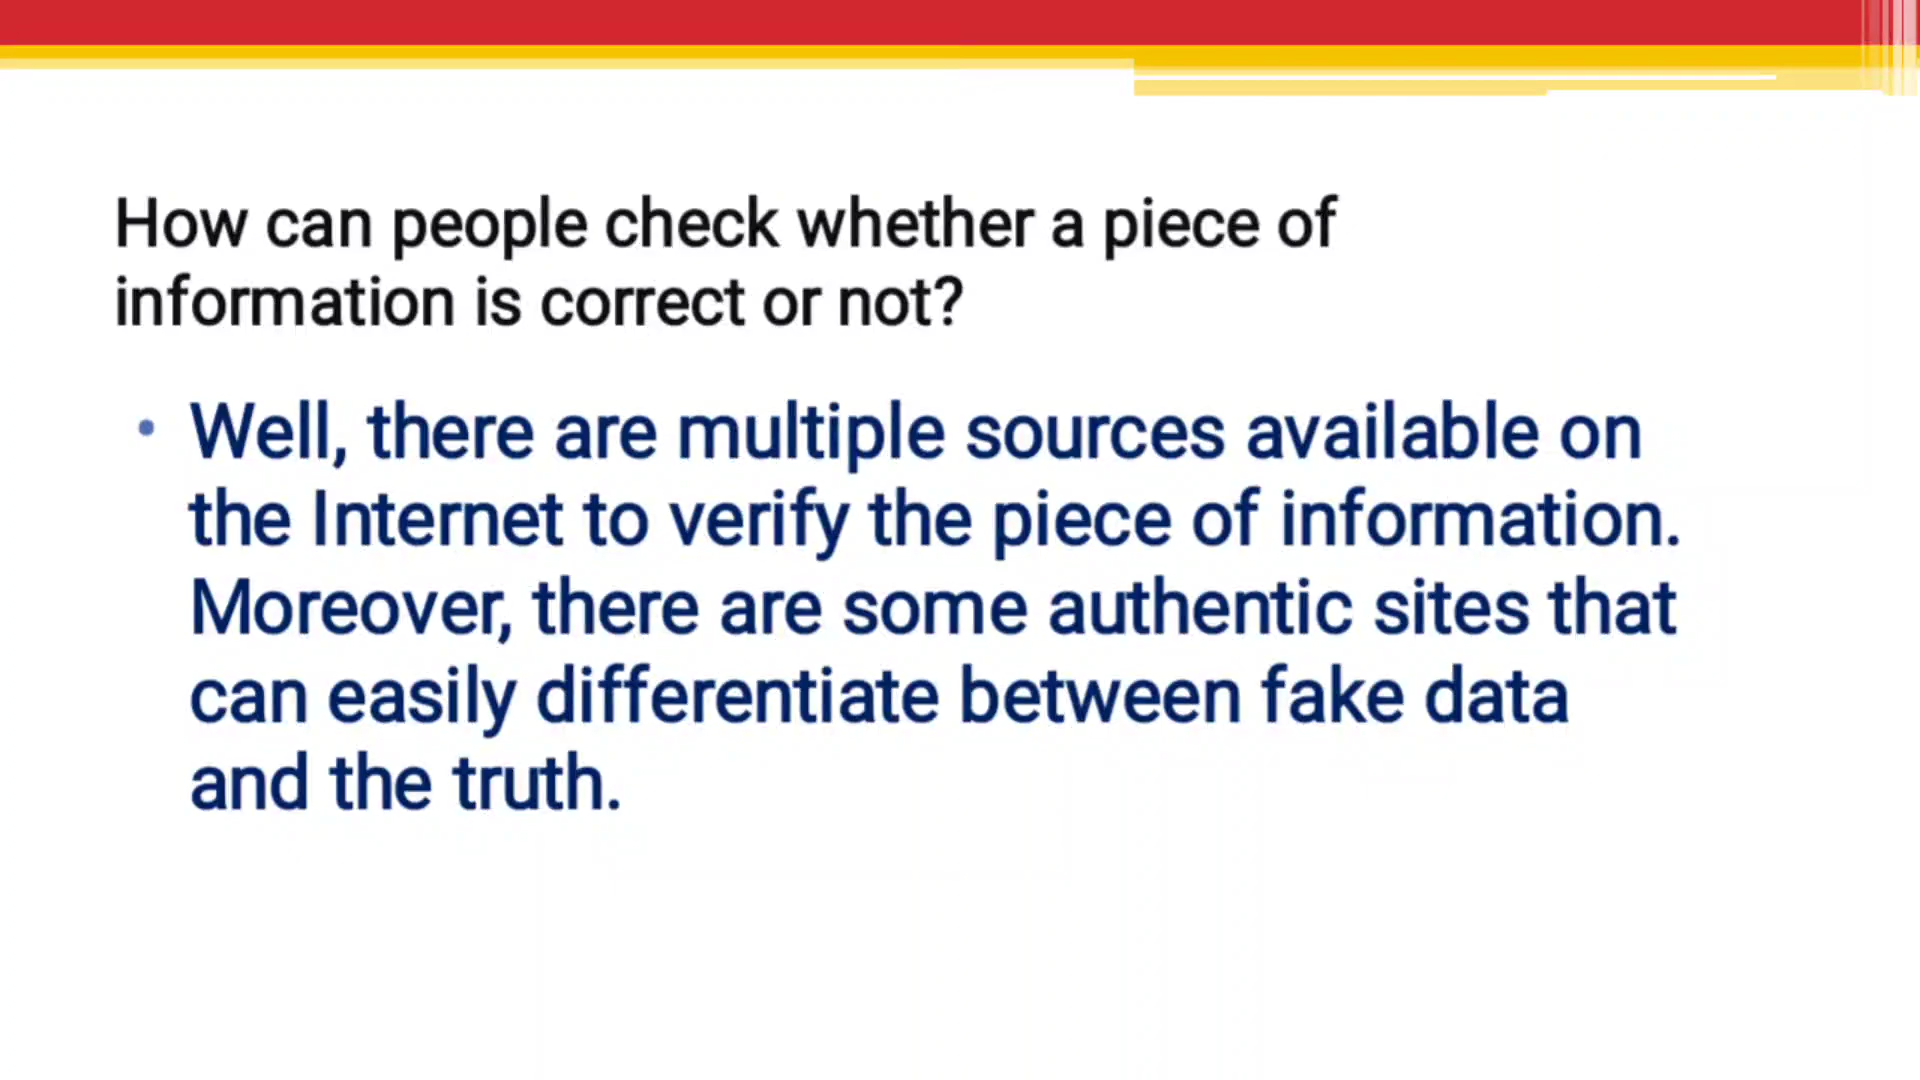 How can people check whether a piece of
information is correct or not?
• Well, there are multiple sources available on
the Internet to verify the piece of information.
Moreover, there are some authentic sites that
can easily differentiate between fake data
and the truth.